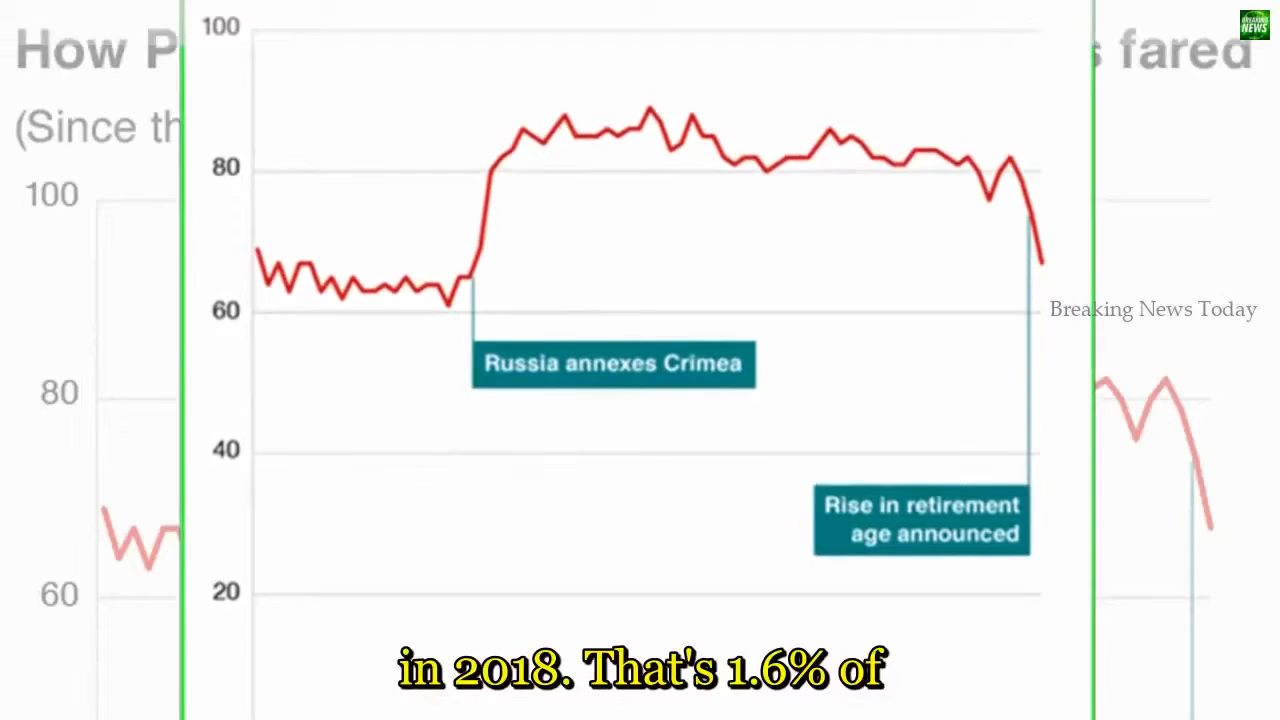 How P
s fared
(Since th
BREAKING
NEWS
100
80
60
40
20
100
80
60
Russia annexes Crimea
Rise in retirement
age announced
Breaking News Today
in 2018. That's 1.6% of